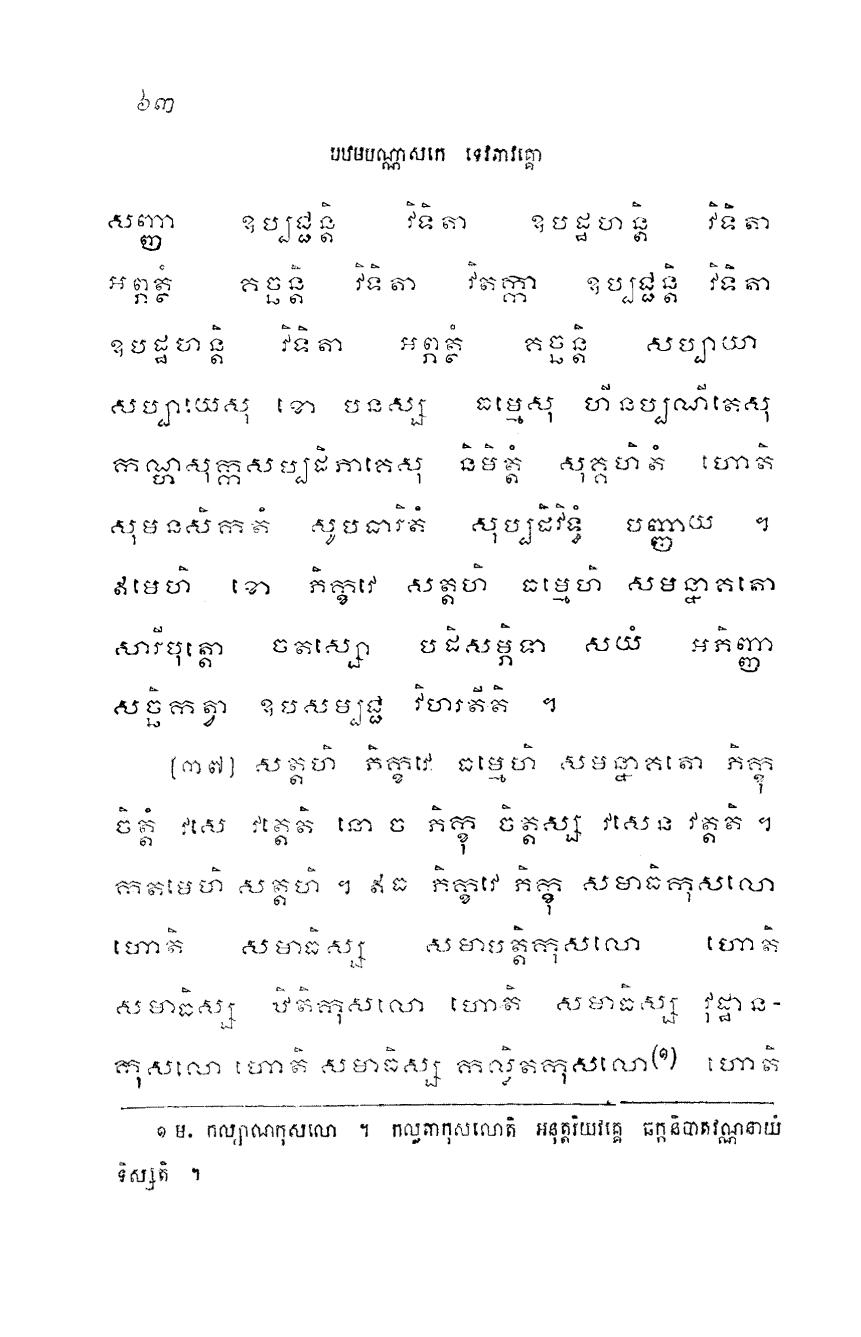 ៦៣
បឋមបណ្ណាសកេ ទេវតាវគ្គោ
សញ្ញា ឧប្បជ្ជន្តិ វិទិតា ឧបដ្ឋហន្តិ វិទិតា
អព្ភត្ថំ គច្ឆន្តិ វិទិតា វិតក្កា ឧប្បជ្ជន្តិ វិទិតា
ឧបដ្ឋហន្តិ វិទិតា អព្ភត្ថំ គច្ឆន្តិ សប្បាយា
សប្បាយេសុ ខោ បនស្ស ធម្មេសុ ហីនប្បណីតេសុ
កណ្ហសុក្កសប្បដិភាគេសុ និមិត្តំ សុគ្គហិតំ ហោតិ
សុមនសិកតំ សូបធារិតំ សុប្បដិវិទ្ធំ បញ្ញាយ ។
ឥមេហិ ខោ ភិក្ខវេ សត្តហិ ធម្មេហិ សមន្នាគតោ
សារីបុត្តោ ចតស្សោ បដិសម្ភិទា សយំ អភិញ្ញា
សច្ឆិកត្វា ឧបសម្បជ្ជ វិហរតីតិ ។
[៣៧] សត្តហិ ភិក្ខវេ ធម្មេហិ សមន្នាគតោ ភិក្ខុ
ចិត្តំ វសេ វត្តេតិ នោ ច ភិក្ខុ ចិត្តស្ស វសេន វត្តតិ ។
កតមេហិ សត្តហិ ។ ឥធ ភិក្ខវេ ភិក្ខុ សមាធិកុសលោ
ហោតិ សមាធិស្ស សមាបត្តិកុសលោ ហោតិ
សមាធិស្ស ឋិតិកុសលោ ហោតិ សមាធិស្ស វុដ្ឋាន-
កុសលោ ហោតិ សមាធិស្ស កល្លិតកុសលោ(១) ហោតិ
១ ម. កល្យាណកុសលោ ។ កល្លតាកុសលោតិ អនុត្តរិយវគ្គេ ឆក្កនិបាតវណ្ណនាយំ
ទិស្សតិ ។